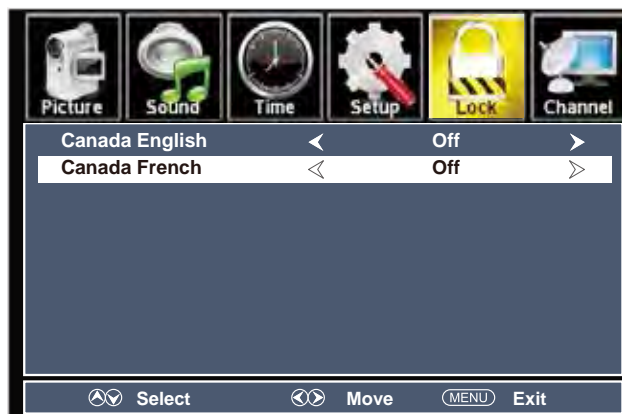 Picture Sound Time Setup Lock Channel
Canada English Off
Canada French Off
Select Move MENU Exit